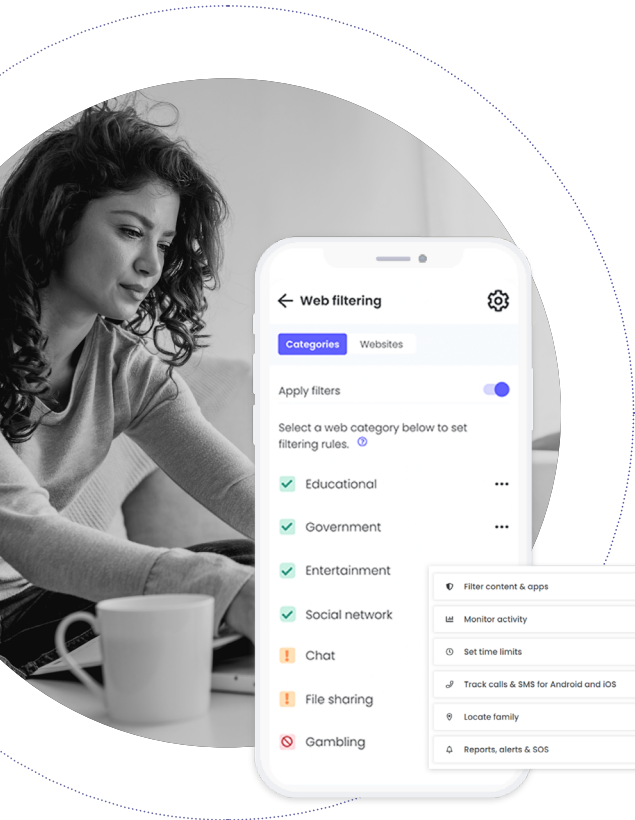 Web filtering
Categories
Websites
Apply filters
Select a web category below to set
filtering rules.
Educational
Government
Entertainment
Social network
Chat
File sharing
Gambling
Filter content & apps
Monitor activity
Set time limits
Track calls & SMS for Android and iOS
Locate family
Reports, alerts & SOS